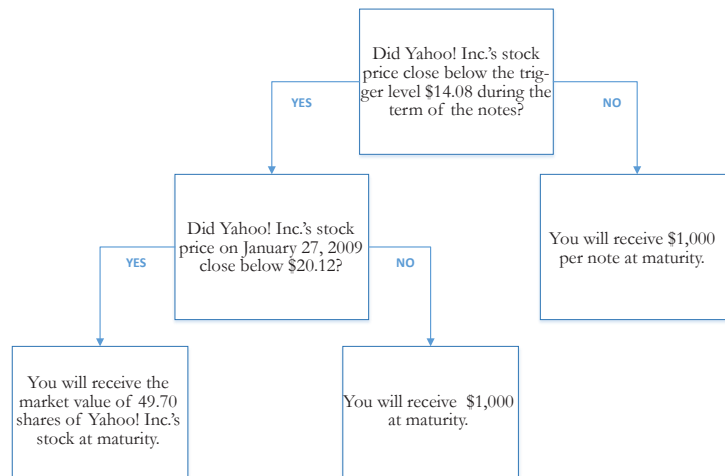 Did Yahoo! Inc.'s stock
price close below the trig-
ger level $14.08 during the
term of the notes?
YES
NO
Did Yahoo! Inc.'s stock
price on January 27, 2009
close below $20.12?
You will receive $1,000
per note at maturity.
YES
NO
You will receive the
market value of 49.70
shares of Yahoo! Inc.'s
stock at maturity.
You will receive $1,000
at maturity.